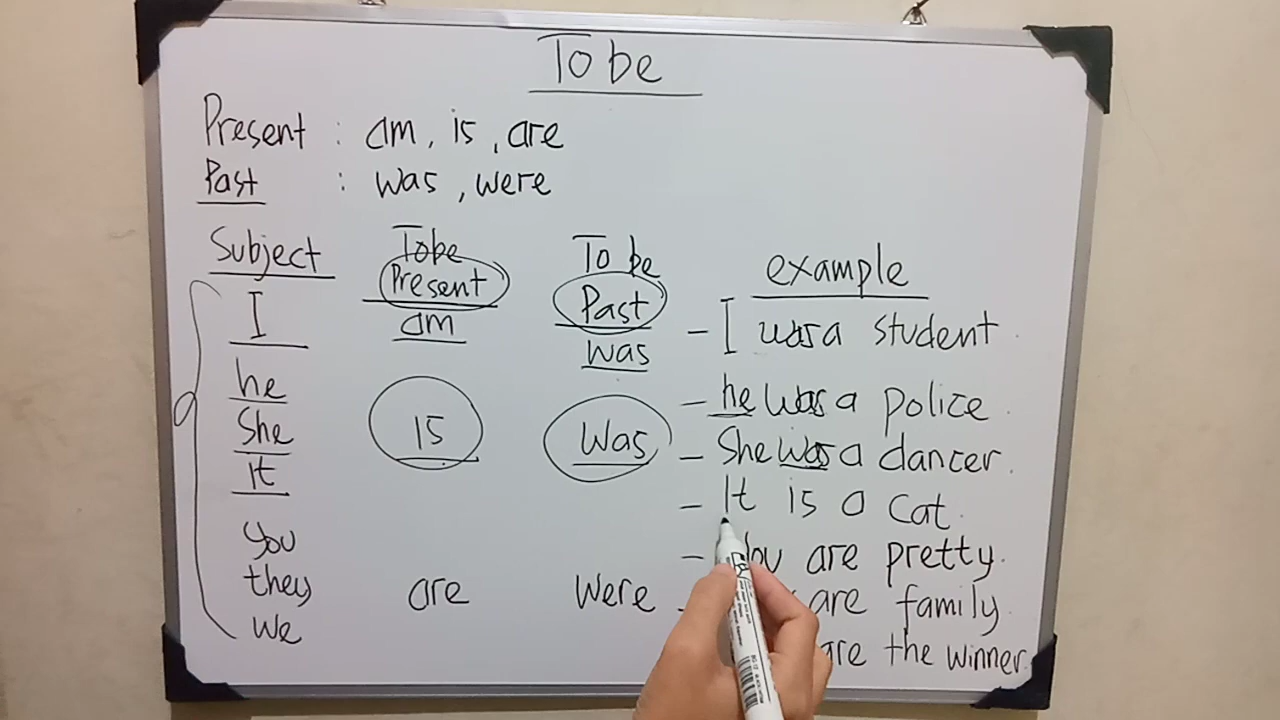 To be
Present : am, is, are
Past : was, were
Subject
To be Present
To be Past
example
I
am
was
- I was a student
he
She
It
is
was
- he was a police
- She was a dancer.
- It is a cat.
you
they
we
are
were
- You are pretty.
- are family.
are the winner